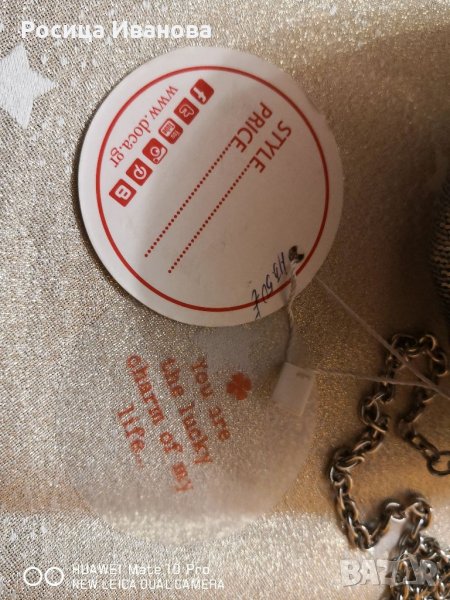 Росица Иванова
STYLE
PRICE
www.doca.gr
You are
the lucky
charm of my
life..
HUAWEI Mate 10 Pro
NEW LEICA DUAL CAMERA
BAZAR